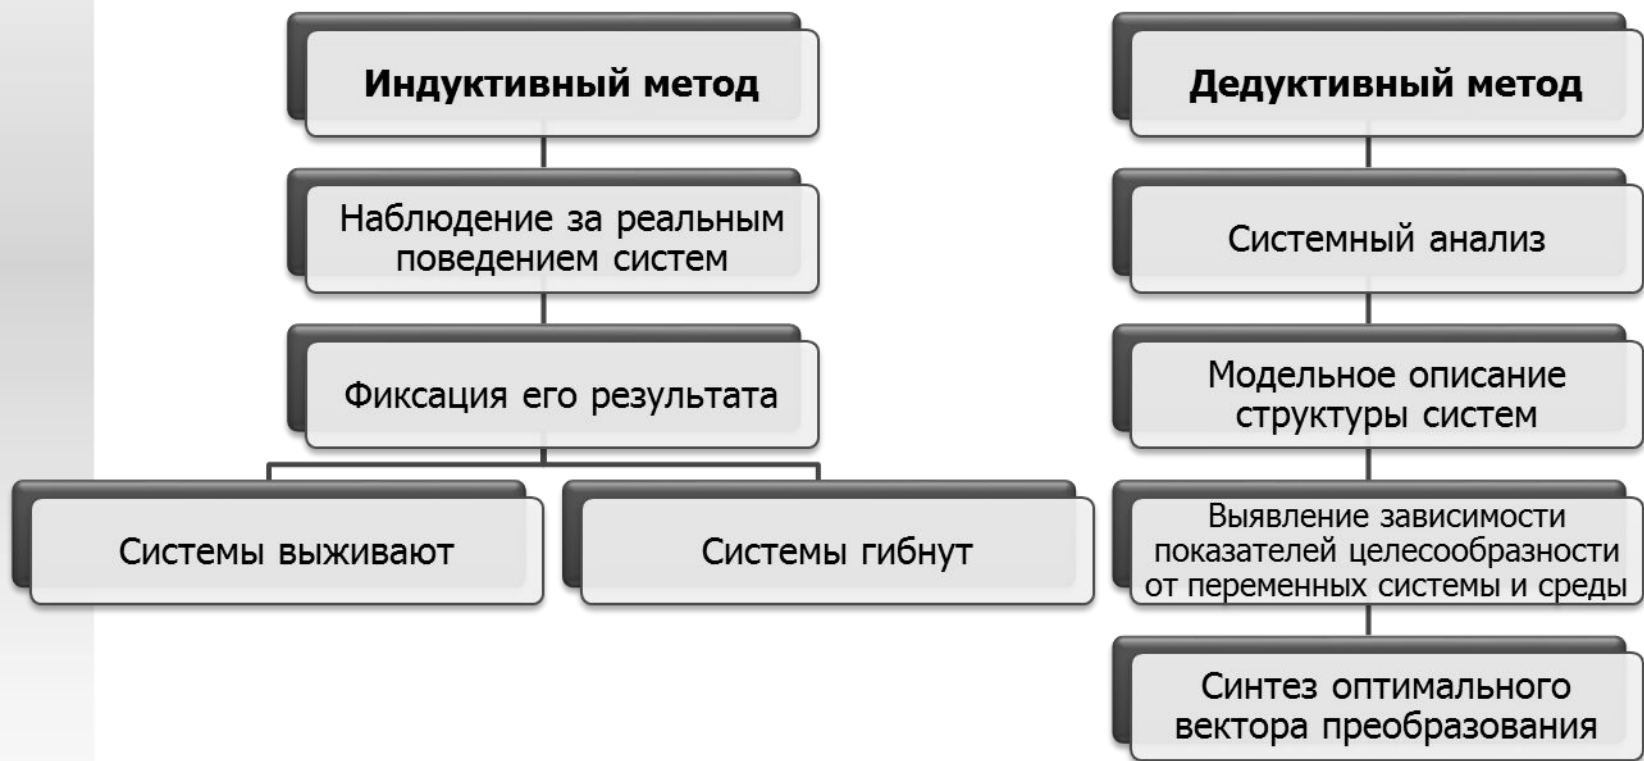 Индуктивный метод
Наблюдение за реальным
поведением систем
Фиксация его результата
Системы выживают
Системы гибнут
Дедуктивный метод
Системный анализ
Модельное описание
структуры систем
Выявление зависимости
показателей целесообразности
от переменных системы и среды
Синтез оптимального
вектора преобразования